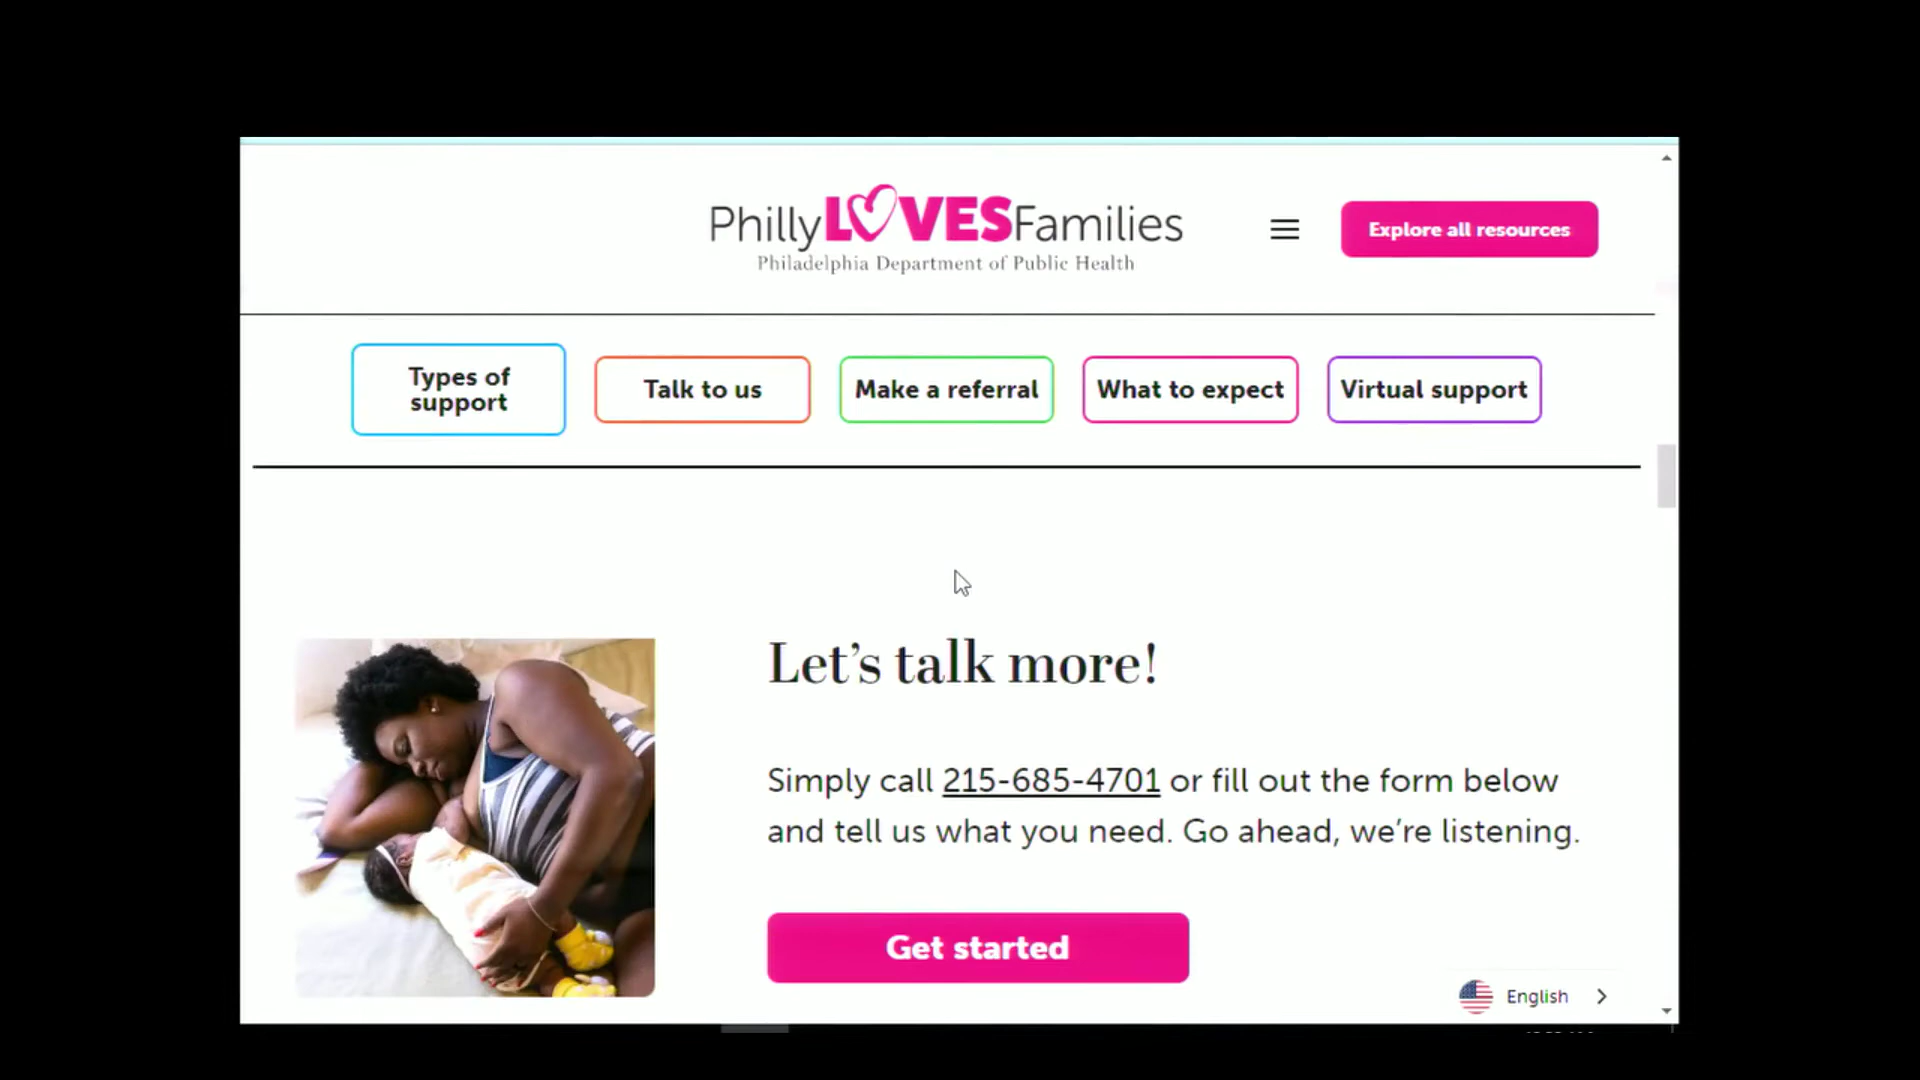 PhillyLOVESFamilies
Philadelphia Department of Public Health
Explore all resources
Types of
support
Talk to us
Make a referral
What to expect
Virtual support
Let’s talk more!
Simply call 215-685-4701 or fill out the form below
and tell us what you need. Go ahead, we’re listening.
Get started
English